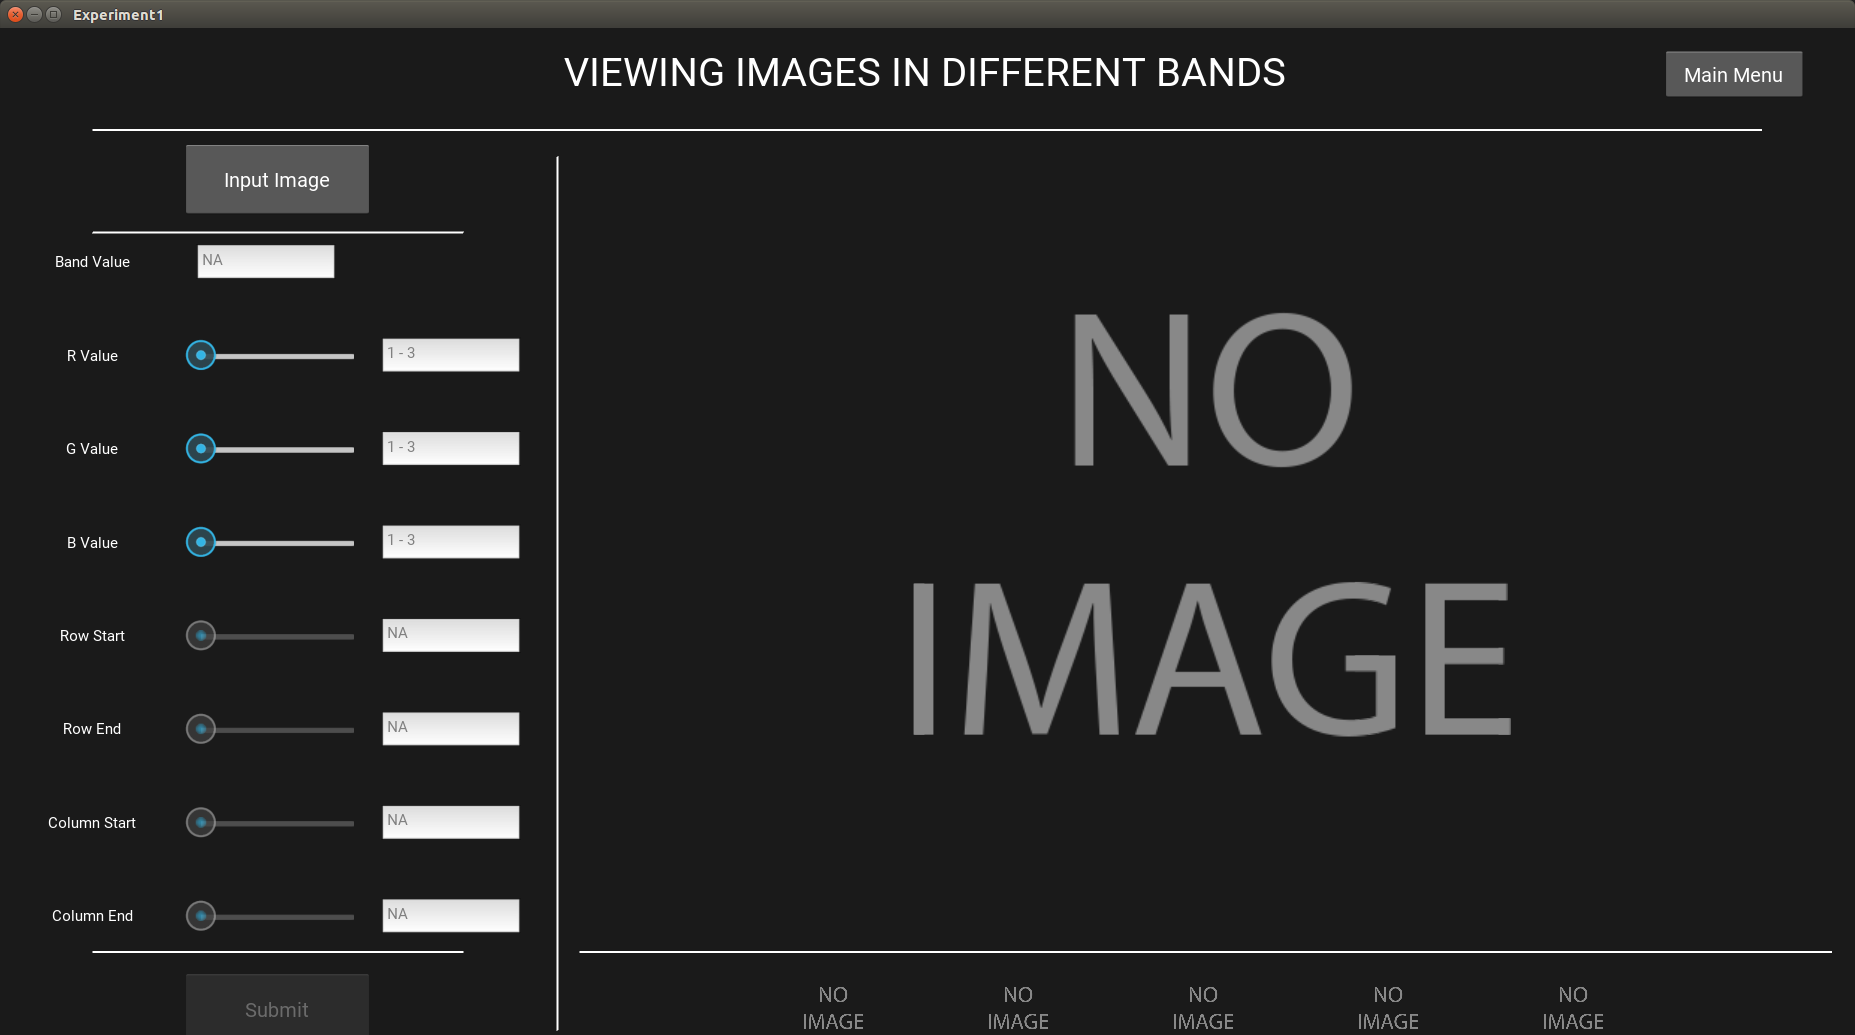 Experiment1
VIEWING IMAGES IN DIFFERENT BANDS
Main Menu
Input Image
Band Value
NA
R Value
1 - 3
G Value
1 - 3
B Value
1 - 3
Row Start
NA
Row End
NA
Column Start
NA
Column End
NA
Submit
NO
IMAGE
NO
IMAGE
NO
IMAGE
NO
IMAGE
NO
IMAGE
NO
IMAGE